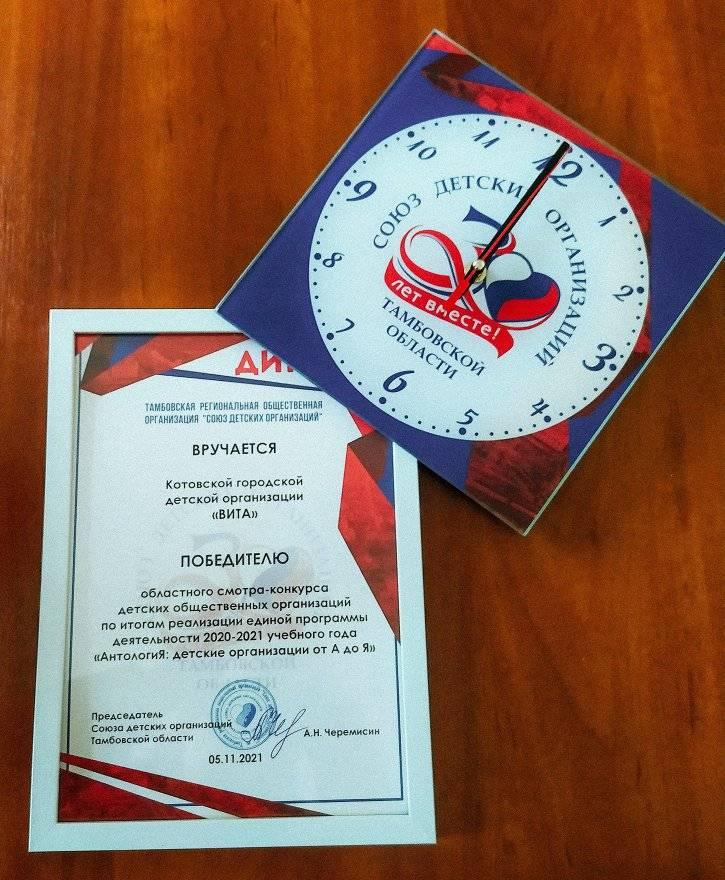 12
1
2
3
4
5
6
7
8
9
10
11
СОЮЗ ДЕТСКИ ОРГАНИЗАЦИЙ
лет вместе!
ТАМБОВСКОЙ
ОБЛАСТИ
ДИ
ТАМБОВСКАЯ РЕГИОНАЛЬНАЯ ОБЩЕСТВЕННАЯ
ОРГАНИЗАЦИЯ "СОЮЗ ДЕТСКИХ ОРГАНИЗАЦИЙ"
ВРУЧАЕТСЯ
Котовской городской
детской организации
«ВИТА»
ПОБЕДИТЕЛЮ
областного смотра-конкурса
детских общественных организаций
по итогам реализации единой программы
деятельности 2020-2021 учебного года
«АнтологиЯ: детские организации от А до Я»
ТАМБОВСКОЙ
ОБЛАСТИ
Председатель
Союза детских организаций
Тамбовской области
А.Н. Черемисин
05.11.2021